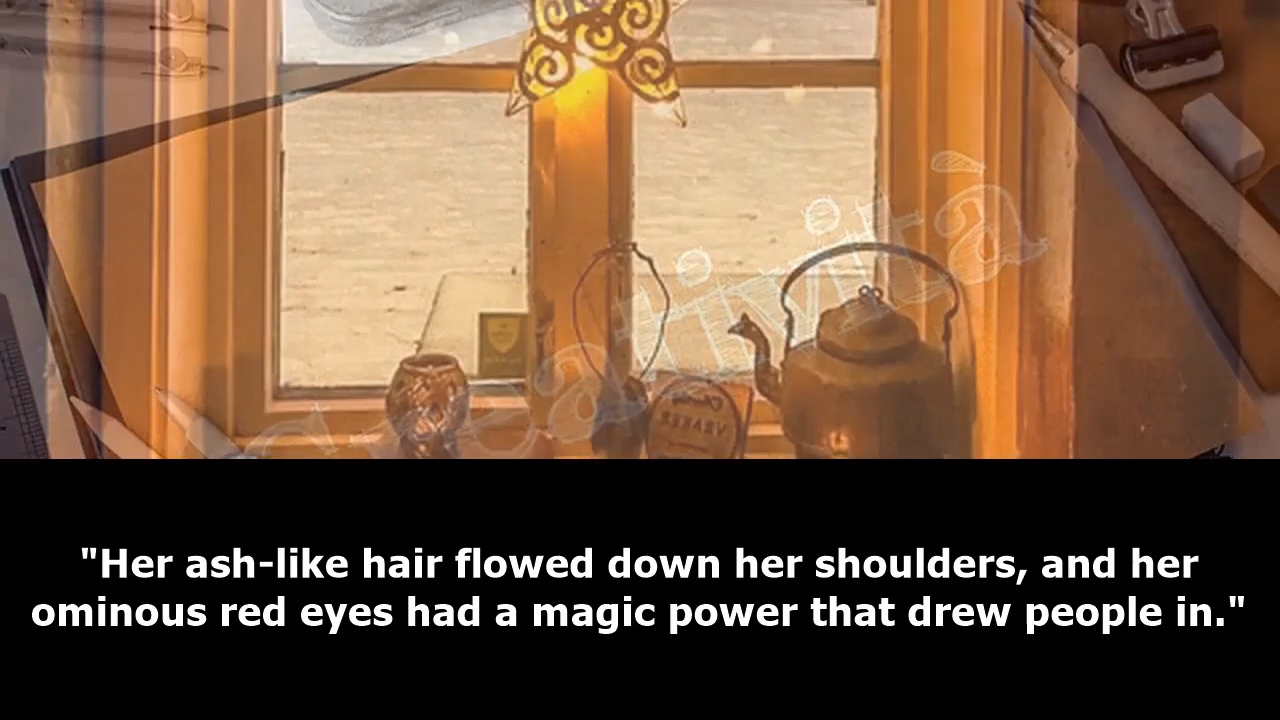 Creatività
"Her ash-like hair flowed down her shoulders, and her
ominous red eyes had a magic power that drew people in."